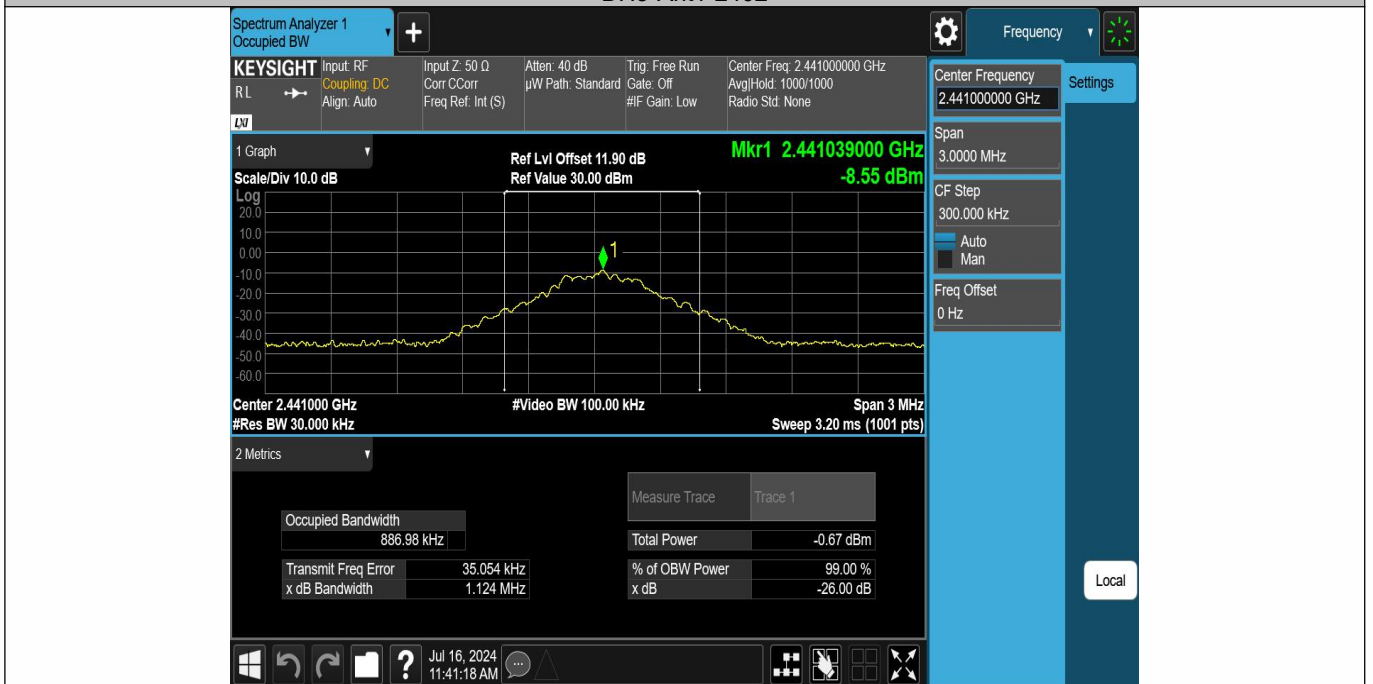 Spectrum Analyzer 1
Occupied BW
+
Frequency
KEYSIGHT
R L
LXI
Input: RF
Coupling: DC
Align: Auto
Input Z: 50 Ω
Corr CCorr
Freq Ref: Int (S)
Atten: 40 dB
µW Path: Standard
Trig: Free Run
Gate: Off
#IF Gain: Low
Center Freq: 2.441000000 GHz
Avg|Hold: 1000/1000
Radio Std: None
Center Frequency
2.441000000 GHz
Settings
Span
3.0000 MHz
CF Step
300.000 kHz
Auto
Man
Freq Offset
0 Hz
Local
1 Graph
Scale/Div 10.0 dB
Ref Lvl Offset 11.90 dB
Ref Value 30.00 dBm
Mkr1 2.441039000 GHz
-8.55 dBm
Log
20.0
10.0
0.00
-10.0
-20.0
-30.0
-40.0
-50.0
-60.0
1
Center 2.441000 GHz
#Video BW 100.00 kHz
Span 3 MHz
#Res BW 30.000 kHz
Sweep 3.20 ms (1001 pts)
2 Metrics
Measure Trace Trace 1
Occupied Bandwidth
886.98 kHz
Total Power -0.67 dBm
Transmit Freq Error 35.054 kHz
% of OBW Power 99.00 %
x dB Bandwidth 1.124 MHz
x dB -26.00 dB
?
Jul 16, 2024
11:41:18 AM